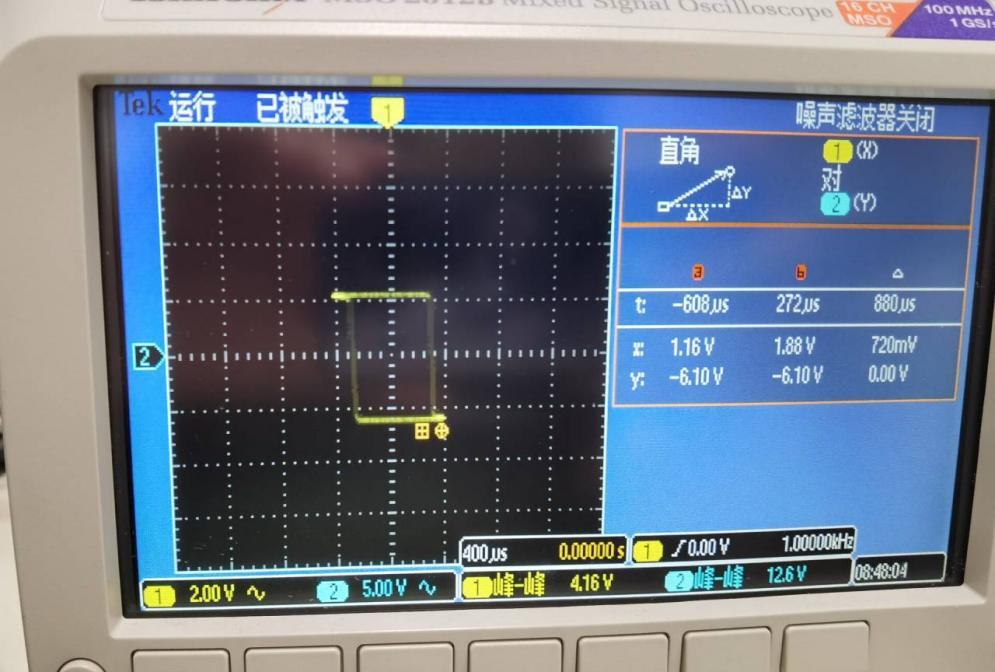 MSO 2012B Mixed Signal Oscilloscope
16 CH
MSO
100 MHz
1 GS/
Tek 运行 已被触发 1 噪声滤波器关闭
直角 1 (X)
对
2 (Y)
ΔY
ΔX
a b △
t: -608µs 272µs 880µs
x: 1.16 V 1.88 V 720mV
y: -6.10 V -6.10 V 0.00 V
2
400µs 0.00000 s 1 ∫ 0.00 V 1.00000kHz
1 2.00 V ∿ 2 5.00 V ∿ 1 峰-峰 4.16 V 2 峰-峰 12.6 V 08:48:04